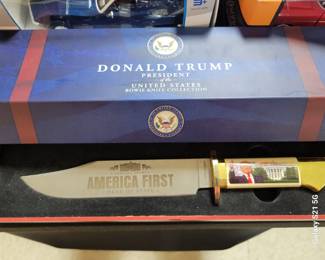 DONALD TRUMP
PRESIDENT
of the
UNITED STATES
BOWIE KNIFE COLLECTION
AMERICA FIRST
Galaxy S21 5G